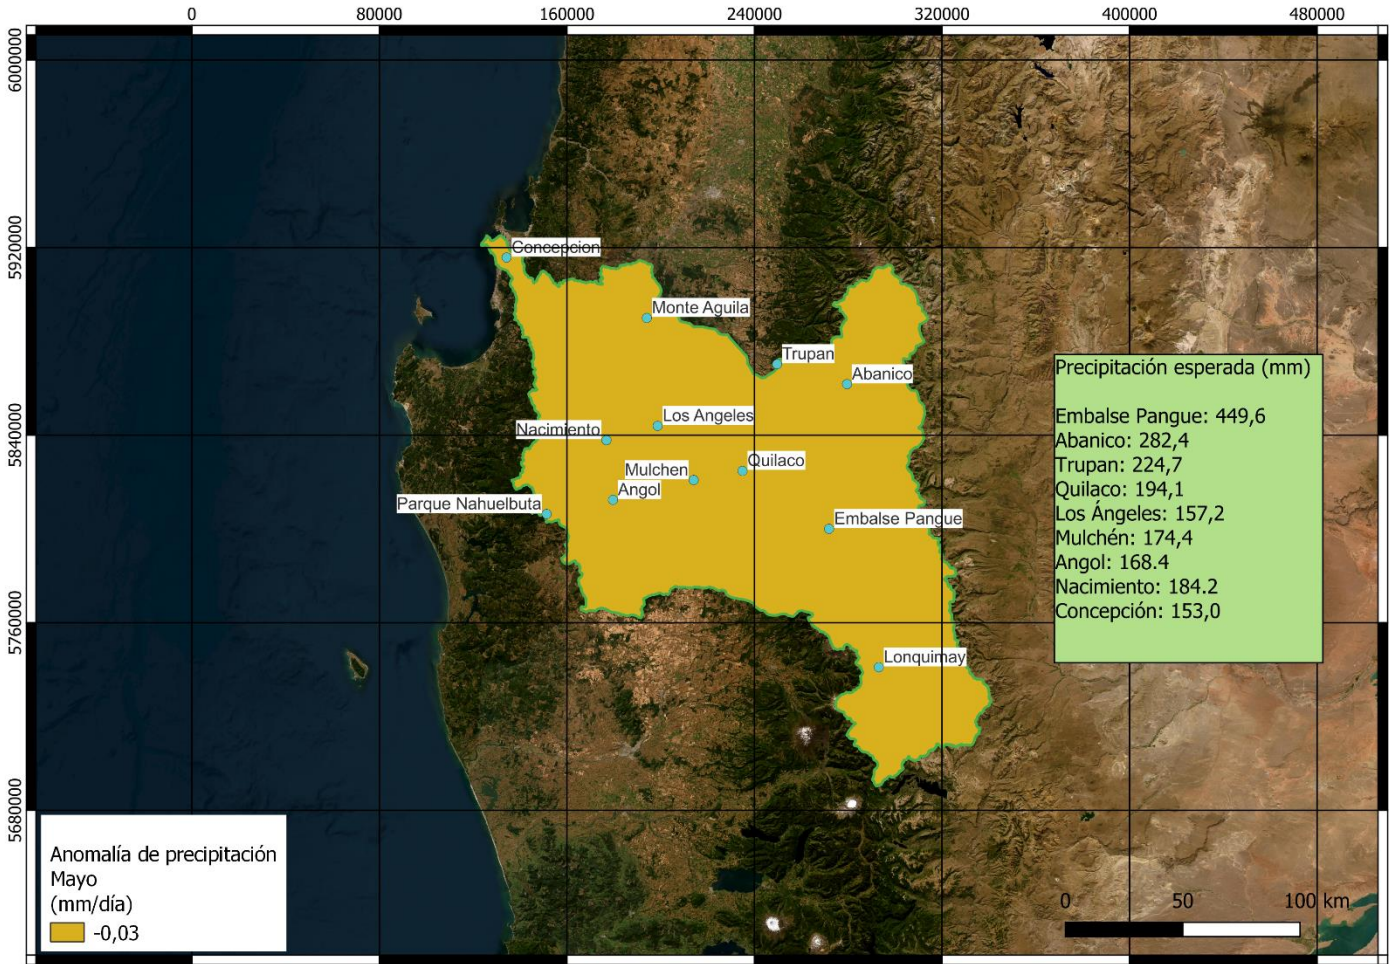 0 80000 160000 240000 320000 400000 480000
6000000
5920000
5840000
5760000
5680000
Concepcion
Monte Aguila
Trupan
Abanico
Los Angeles
Nacimiento
Quilaco
Mulchen
Angol
Parque Nahuelbuta
Embalse Pangue
Lonquimay
Precipitación esperada (mm)
Embalse Pangue: 449,6
Abanico: 282,4
Trupan: 224,7
Quilaco: 194,1
Los Ángeles: 157,2
Mulchén: 174,4
Angol: 168.4
Nacimiento: 184.2
Concepción: 153,0
Anomalía de precipitación
Mayo
(mm/día)
-0,03
0 50 100 km